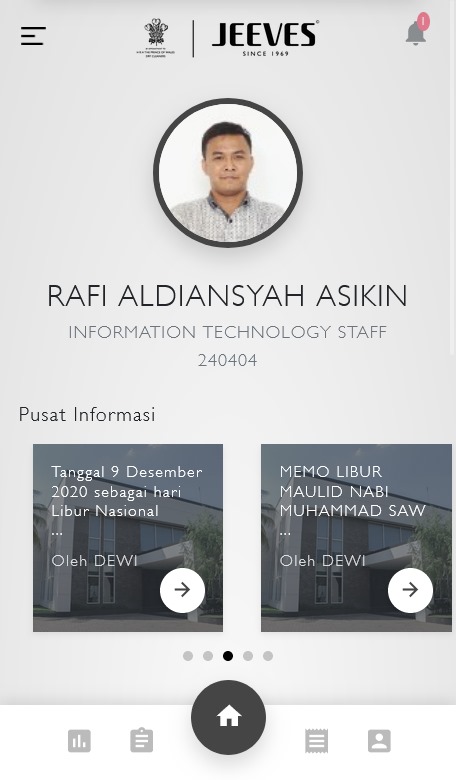 JEEVES
SINCE 1969
RAFI ALDIANSYAH ASIKIN
INFORMATION TECHNOLOGY STAFF
240404
Pusat Informasi
Tanggal 9 Desember
2020 sebagai hari
Libur Nasional
...
Oleh DEWI
MEMO LIBUR
MAULID NABI
MUHAMMAD SAW
...
Oleh DEWI